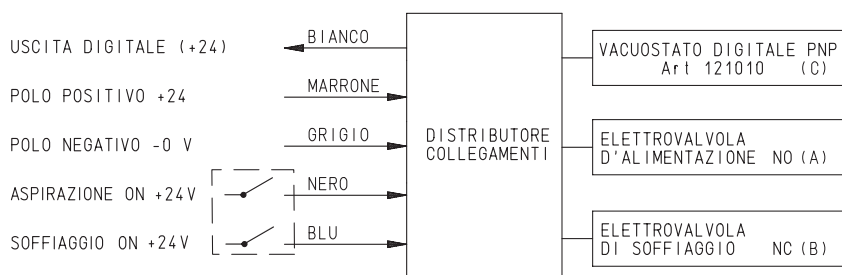 USCITA DIGITALE (+24)
BIANCO
POLO POSITIVO +24
MARRONE
POLO NEGATIVO -0 V
GRIGIO
ASPIRAZIONE ON +24V
NERO
SOFFIAGGIO ON +24V
BLU
DISTRIBUTORE
COLLEGAMENTI
VACUOSTATO DIGITALE PNP
Art 121010 (C)
ELETTROVALVOLA
D'ALIMENTAZIONE NO (A)
ELETTROVALVOLA
DI SOFFIAGGIO NC (B)